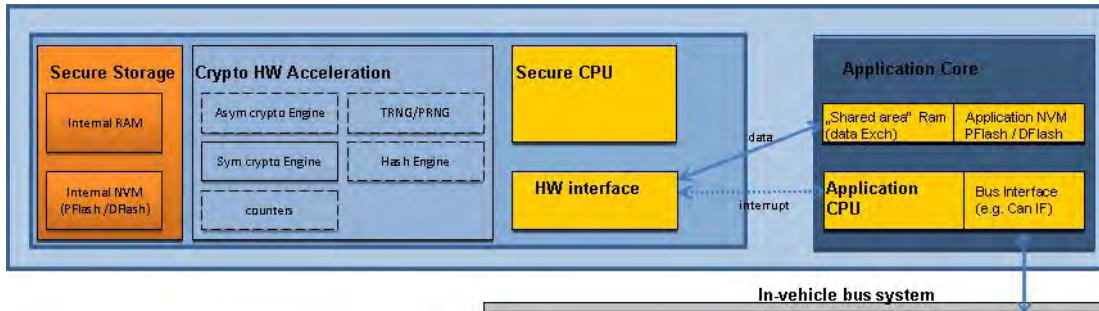 Secure Storage
Internal RAM
Internal NVM
(PFlash /DFlash)
Crypto HW Acceleration
Asym crypto Engine
TRNG/PRNG
Sym crypto Engine
Hash Engine
counters
Secure CPU
HW interface
data
interrupt
Application Core
„Shared area" Ram
(data Exch)
Application NVM
PFlash / DFlash
Application
CPU
Bus Interface
(e.g. Can IF)
In-vehicle bus system